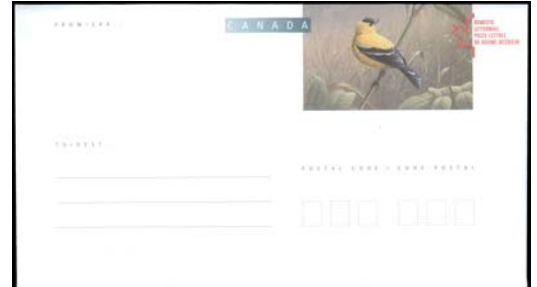 CANADA
DOMESTIC
LETTERMAIL
POSTE-LETTRES
DU RÉGIME INTÉRIEUR
POSTAL CODE • CODE POSTAL